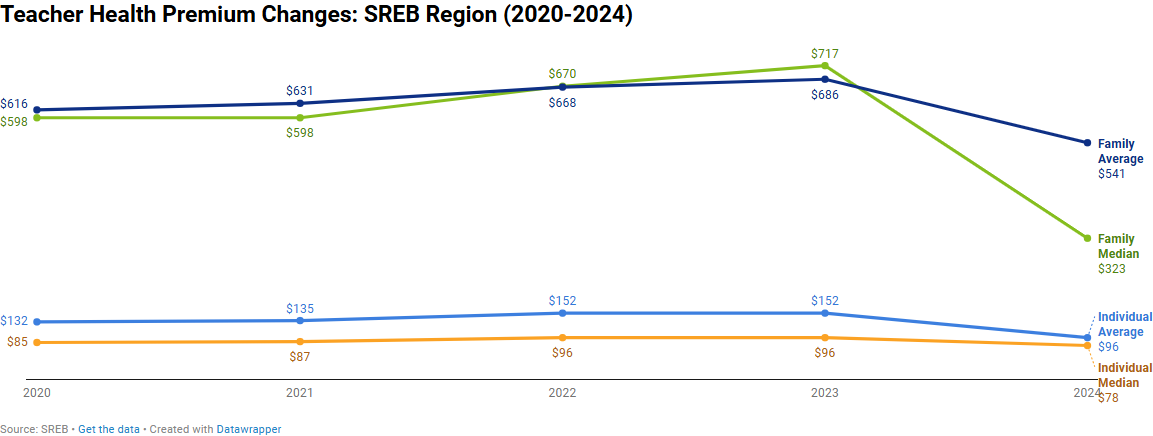 Teacher Health Premium Changes: SREB Region (2020-2024)
$717
$670
$616
$631
$668
$686
$598
$598
Family
Average
$541
Family
Median
$323
$132
$135
$152
$152
Individual
Average
$96
$85
$87
$96
$96
Individual
Median
$78
2020
2021
2022
2023
2024
Source: SREB • Get the data • Created with Datawrapper